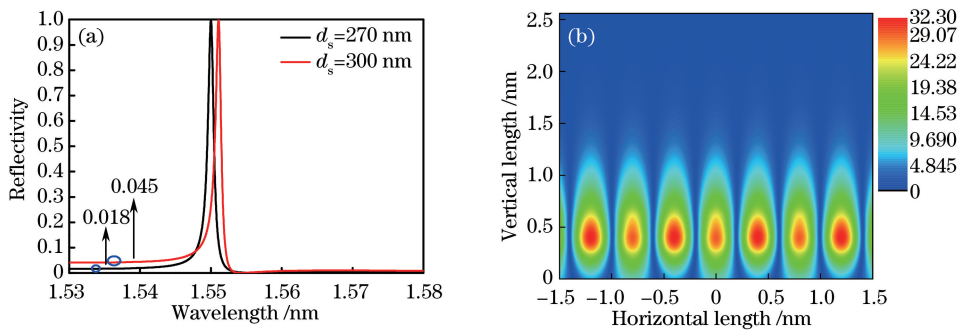 (a)
dₛ=270 nm
dₛ=300 nm
Reflectivity
1.0
0.9
0.8
0.7
0.6
0.5
0.4
0.3
0.2
0.1
0
0.045
0.018
1.53 1.54 1.55 1.56 1.57 1.58
Wavelength /nm
(b)
Vertical length /nm
2.5
2.0
1.5
1.0
0.5
0
−1.5 −1.0 −0.5 0 0.5 1.0 1.5
Horizontal length /nm
32.30
29.07
24.22
19.38
14.53
9.690
4.845
0